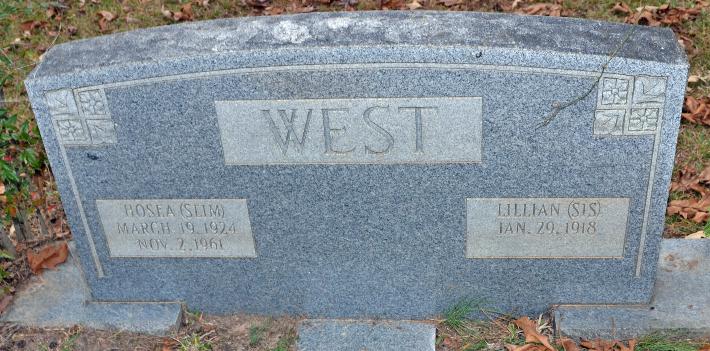 WEST
HOSEA (SLIM)
MARCH 19, 1924
NOV. 2, 1961
LILLIAN (SIS)
JAN. 29, 1918